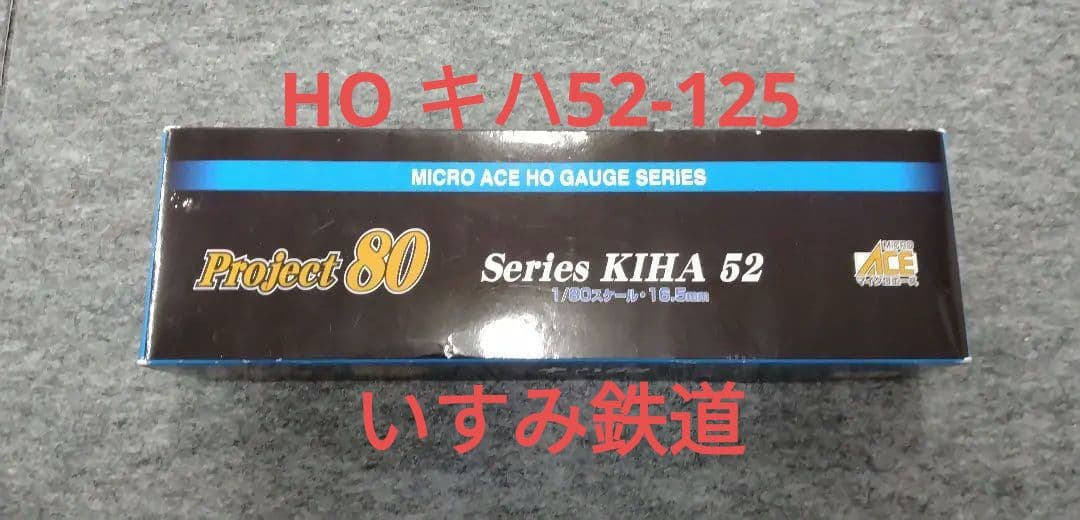 HO キハ52-125
MICRO ACE HO GAUGE SERIES
Project 80
Series KIHA 52
1/80スケール・16.5mm
MICRO
ACE
マイクロエース
いすみ鉄道